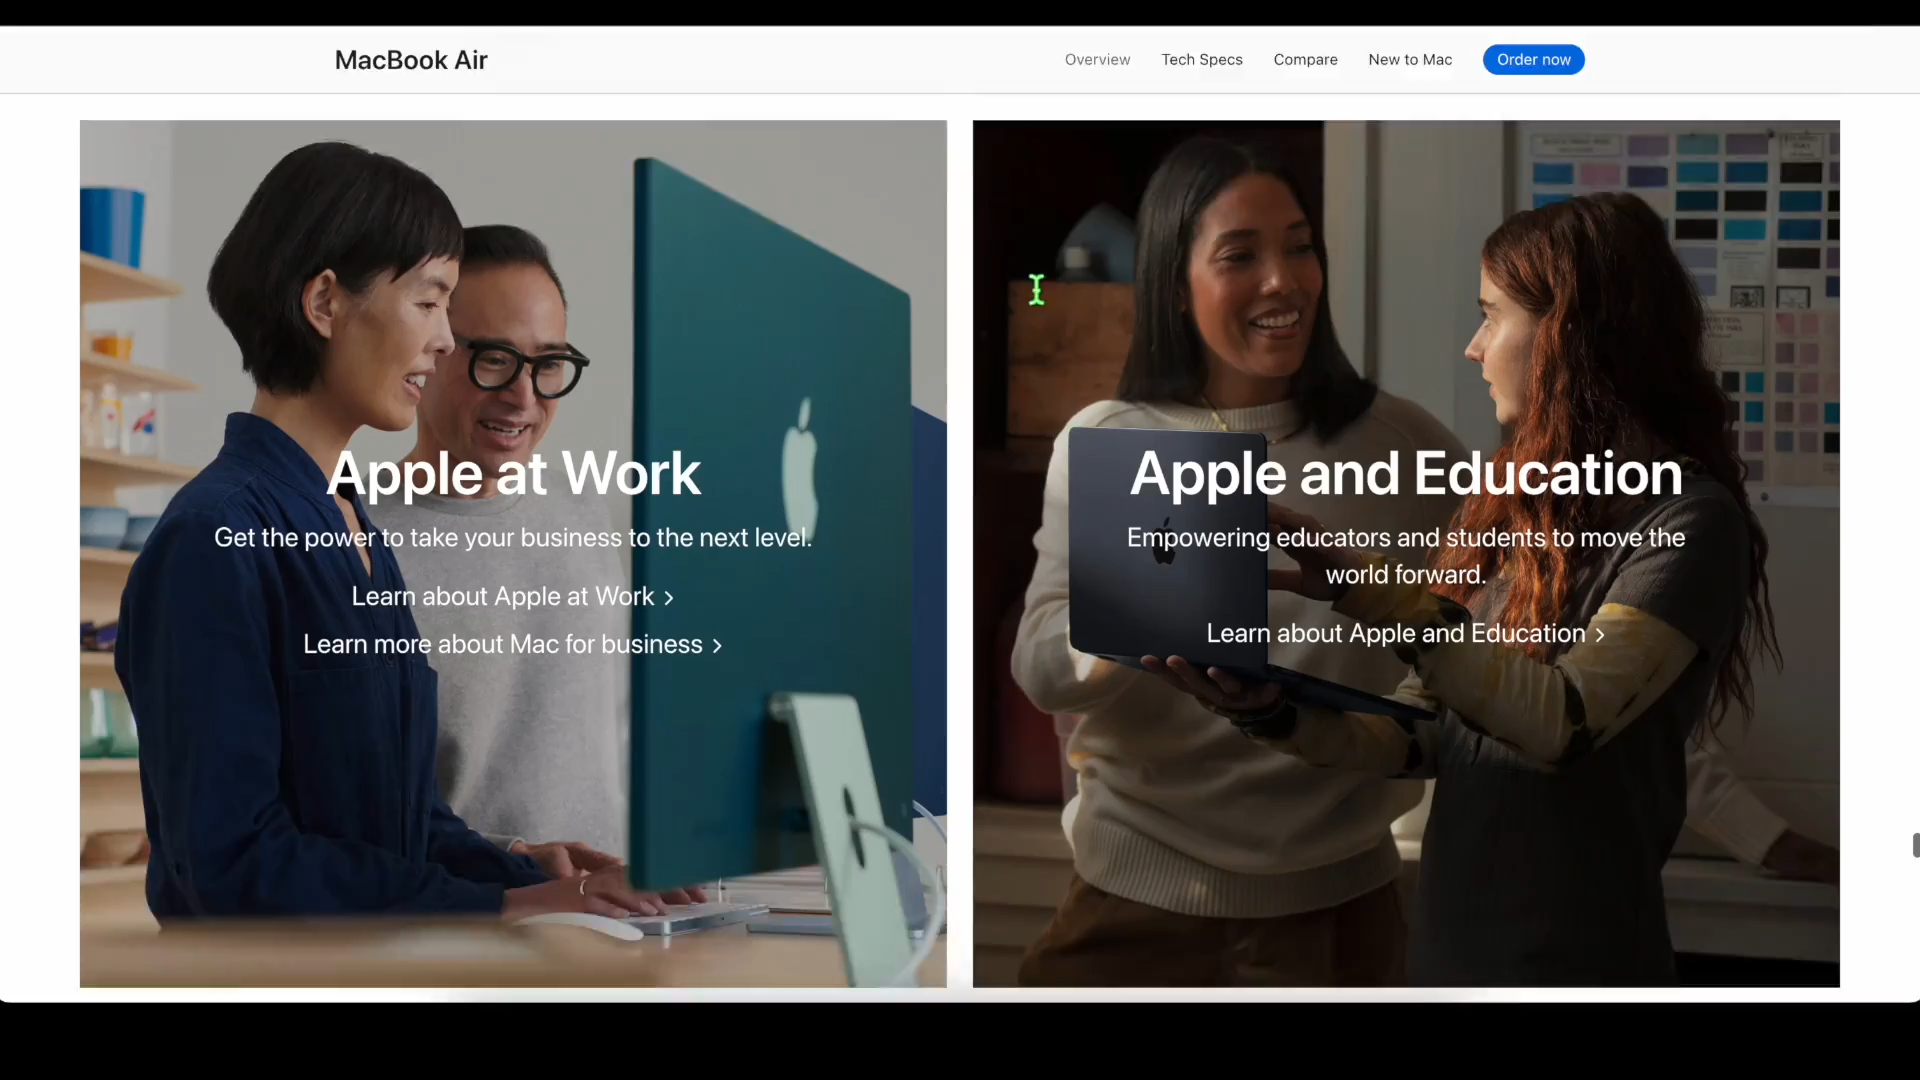 MacBook Air
Overview
Tech Specs
Compare
New to Mac
Order now
Apple at Work
Get the power to take your business to the next level.
Learn about Apple at Work >
Learn more about Mac for business >
Apple and Education
Empowering educators and students to move the
world forward.
Learn about Apple and Education >